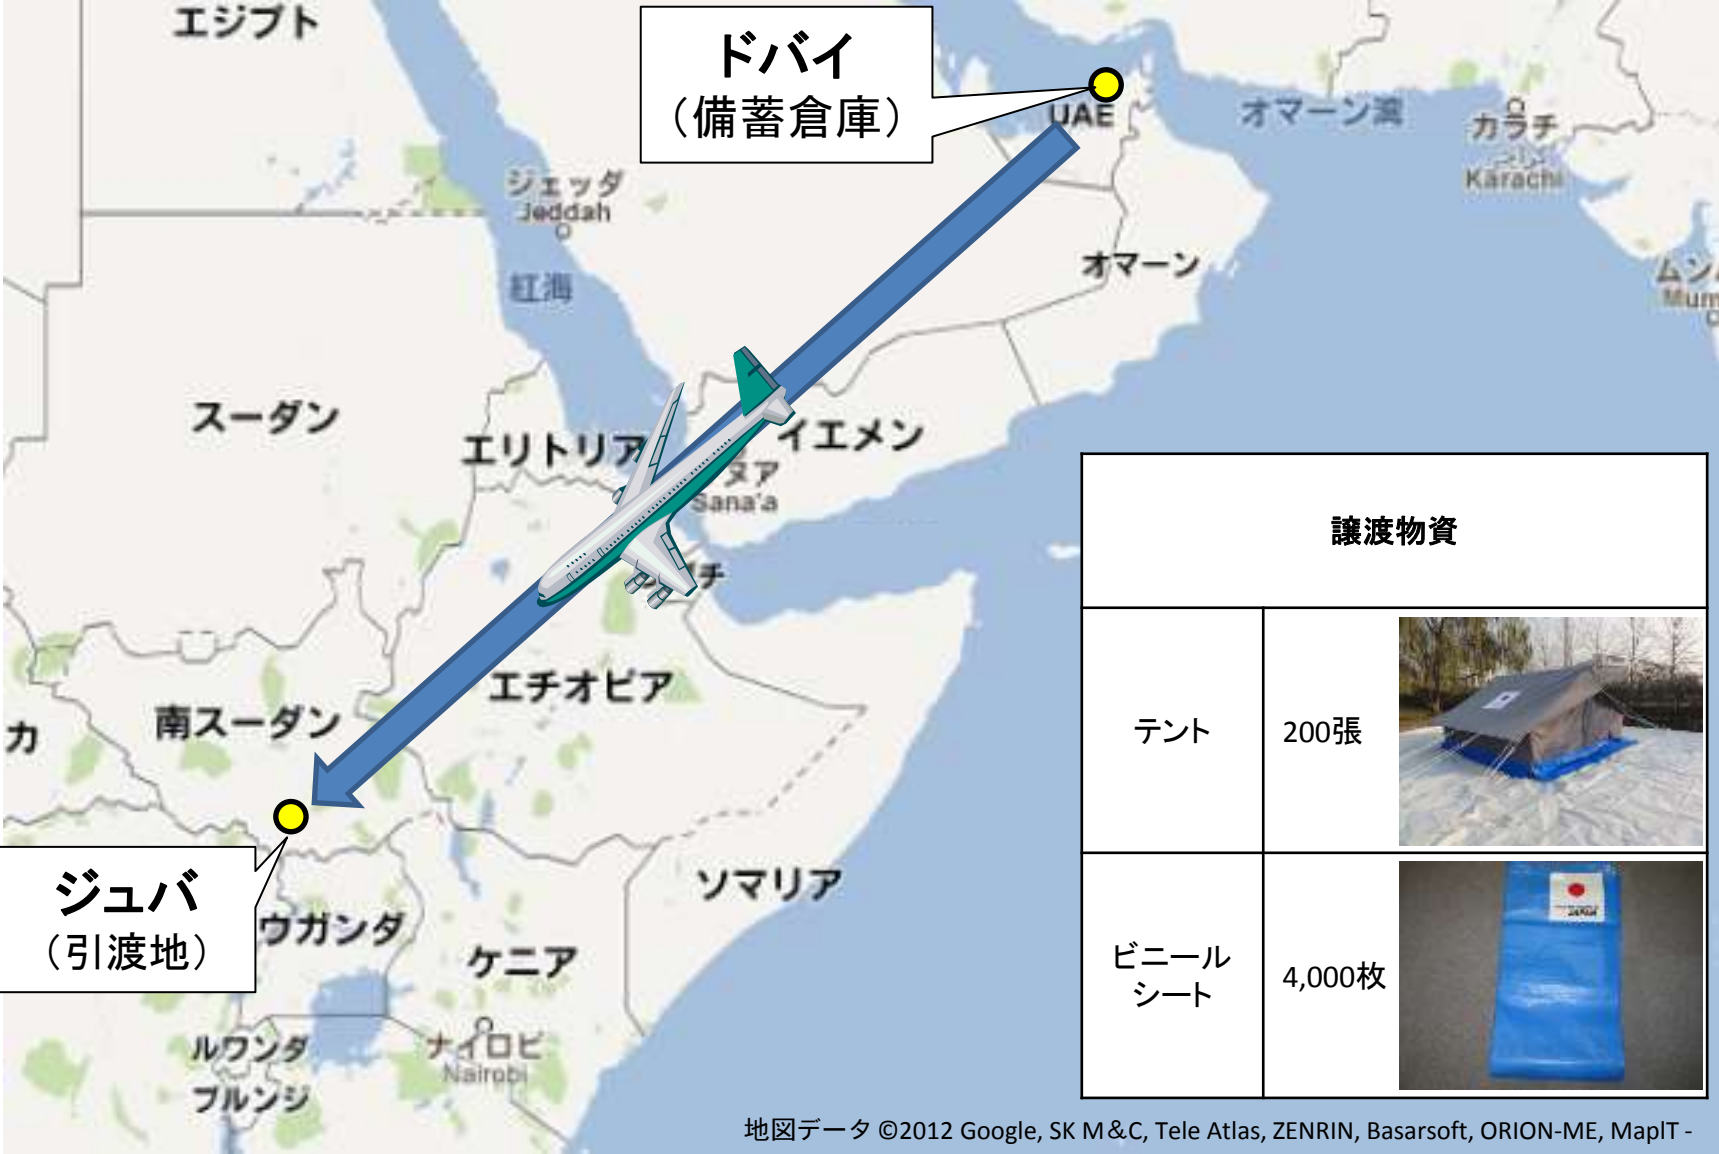 エジプト
ドバイ
（備蓄倉庫）
UAE
オマーン湾
カラチ
Karachi
ジェッダ
Jeddah
紅海
オマーン
スーダン
エリトリア
イエメン
ヌア
Sana'a
チ
エチオピア
南スーダン
カ
ジュバ
（引渡地）
ウガンダ
ケニア
ソマリア
ルワンダ
ブルンジ
ナイロビ
Nairobi
譲渡物資
テント
200張
ビニール
シート
4,000枚
地図データ ©2012 Google, SK M&C, Tele Atlas, ZENRIN, Basarsoft, ORION-ME, MapIT -